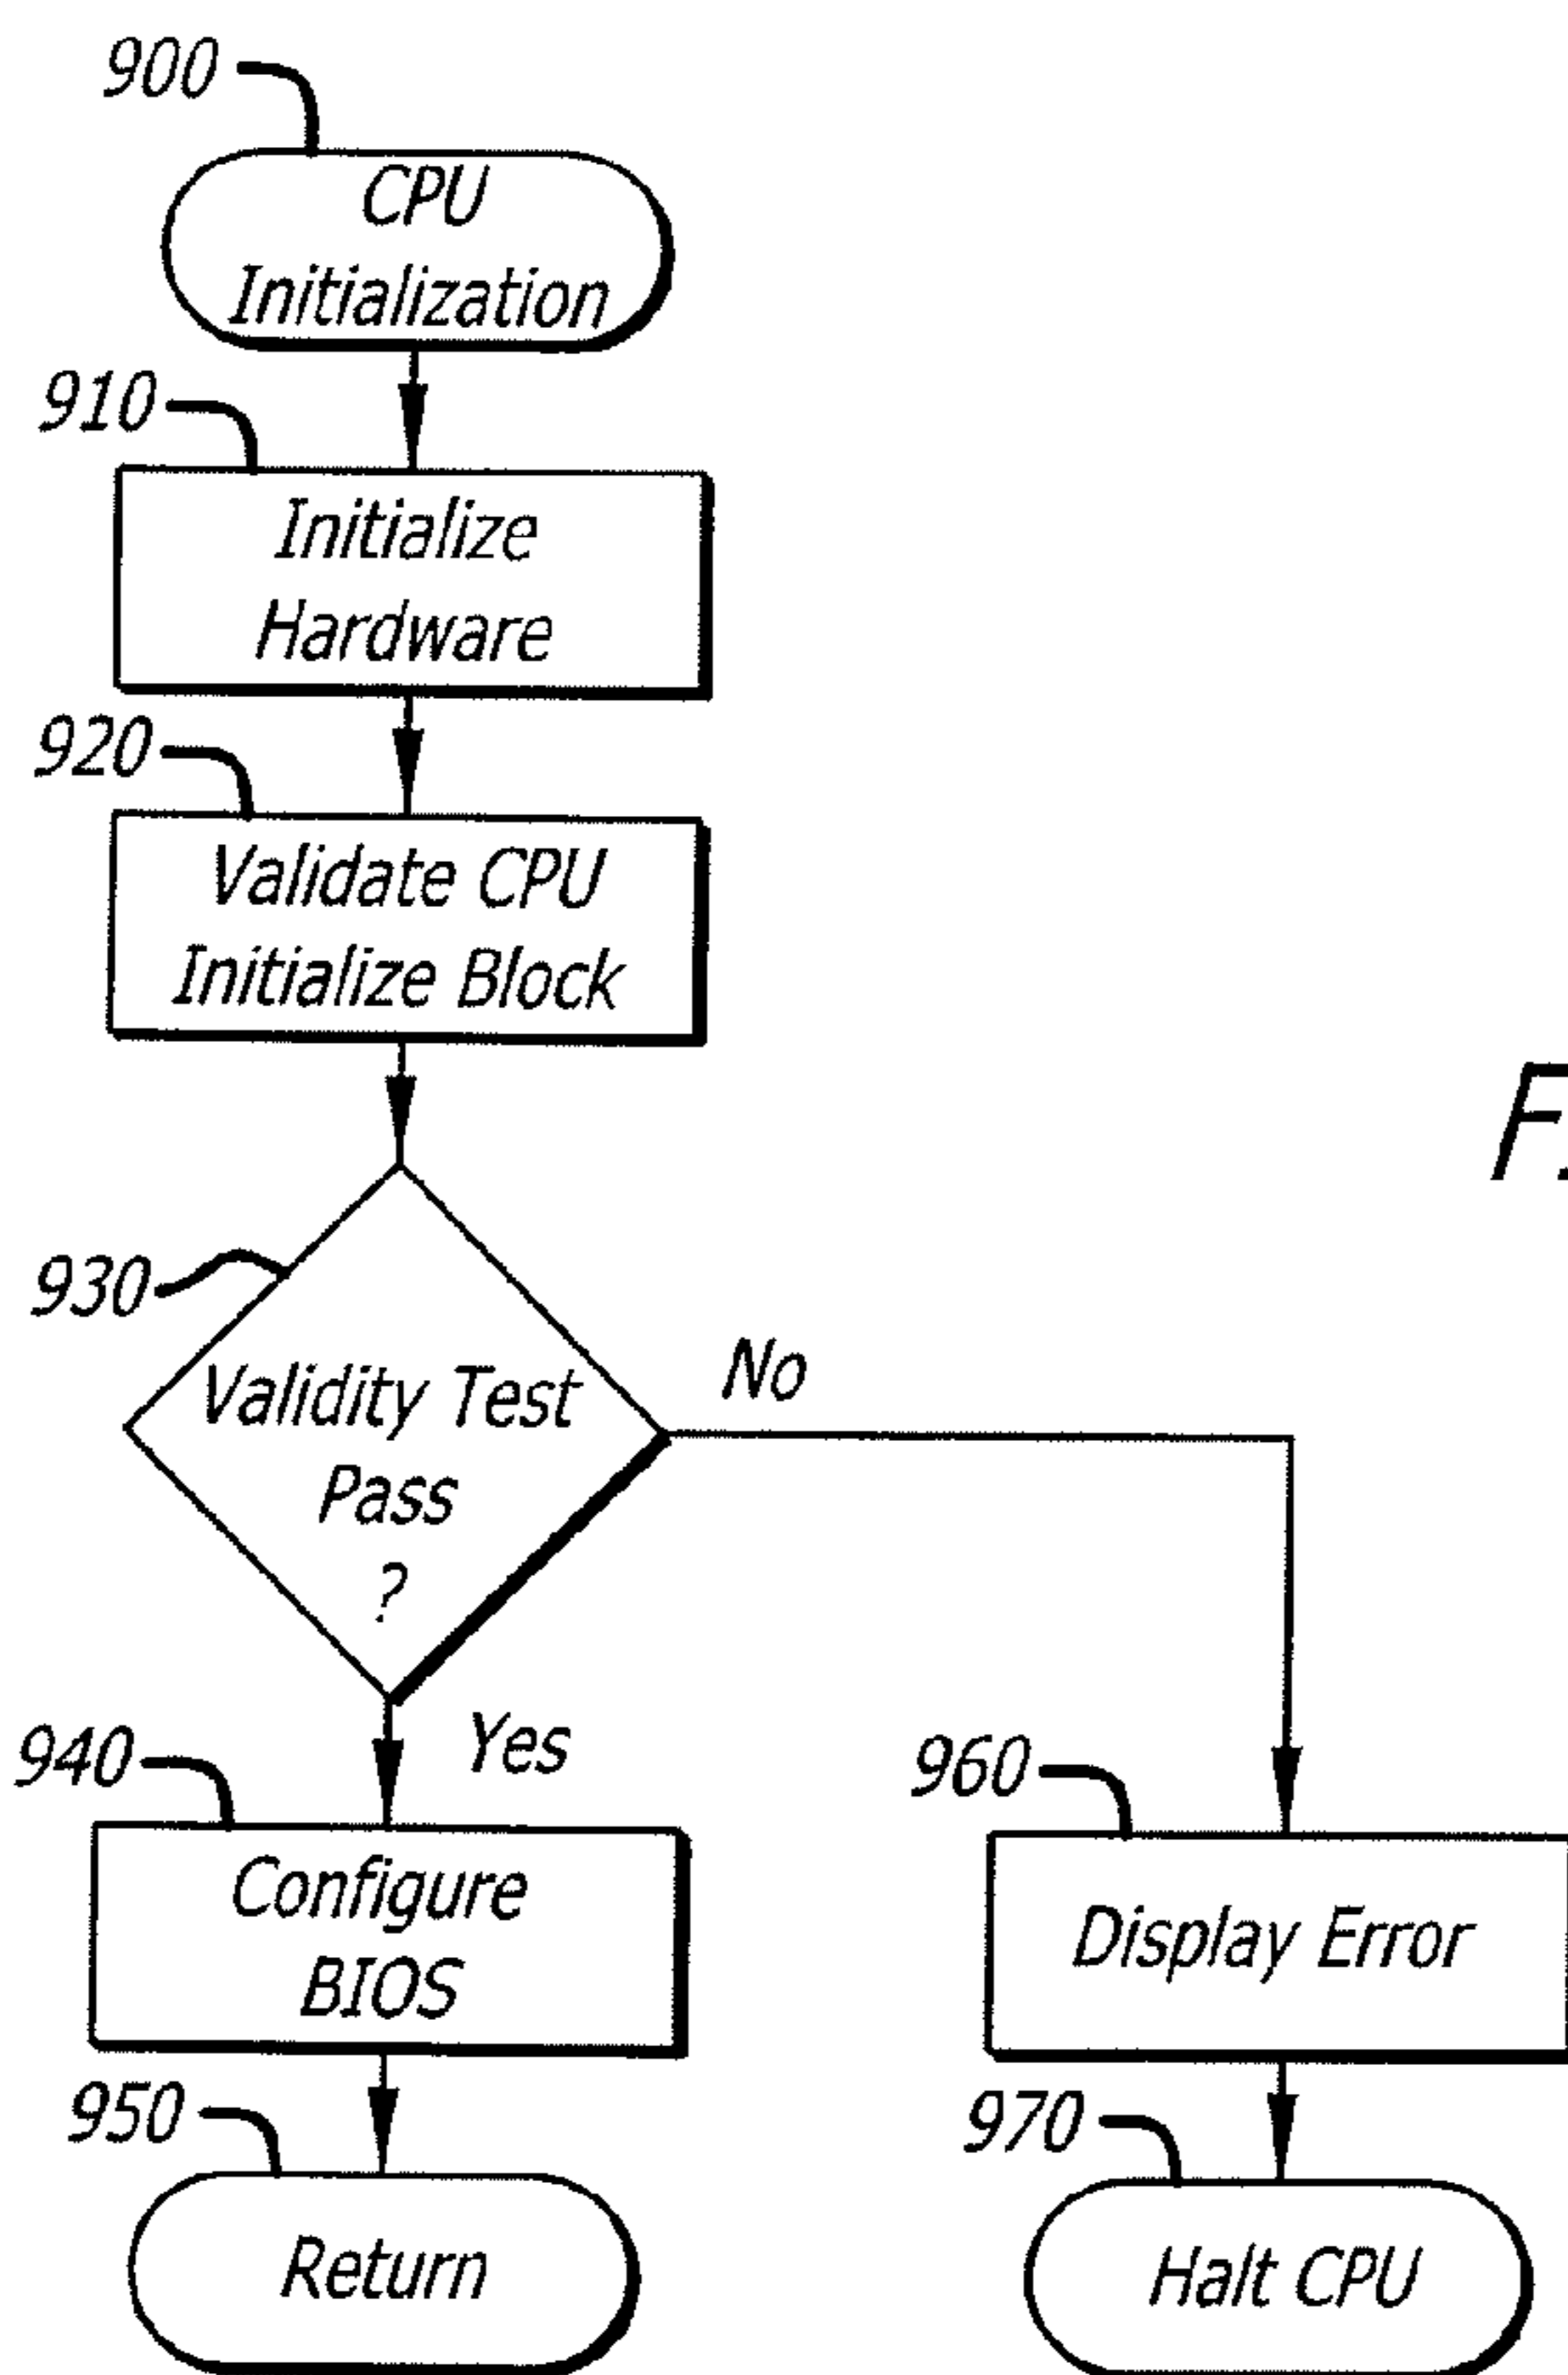 900
CPU
Initialization
910
Initialize
Hardware
920
Validate CPU
Initialize Block
930
Validity Test
Pass
?
No
Yes
940
Configure
BIOS
950
Return
960
Display Error
970
Halt CPU